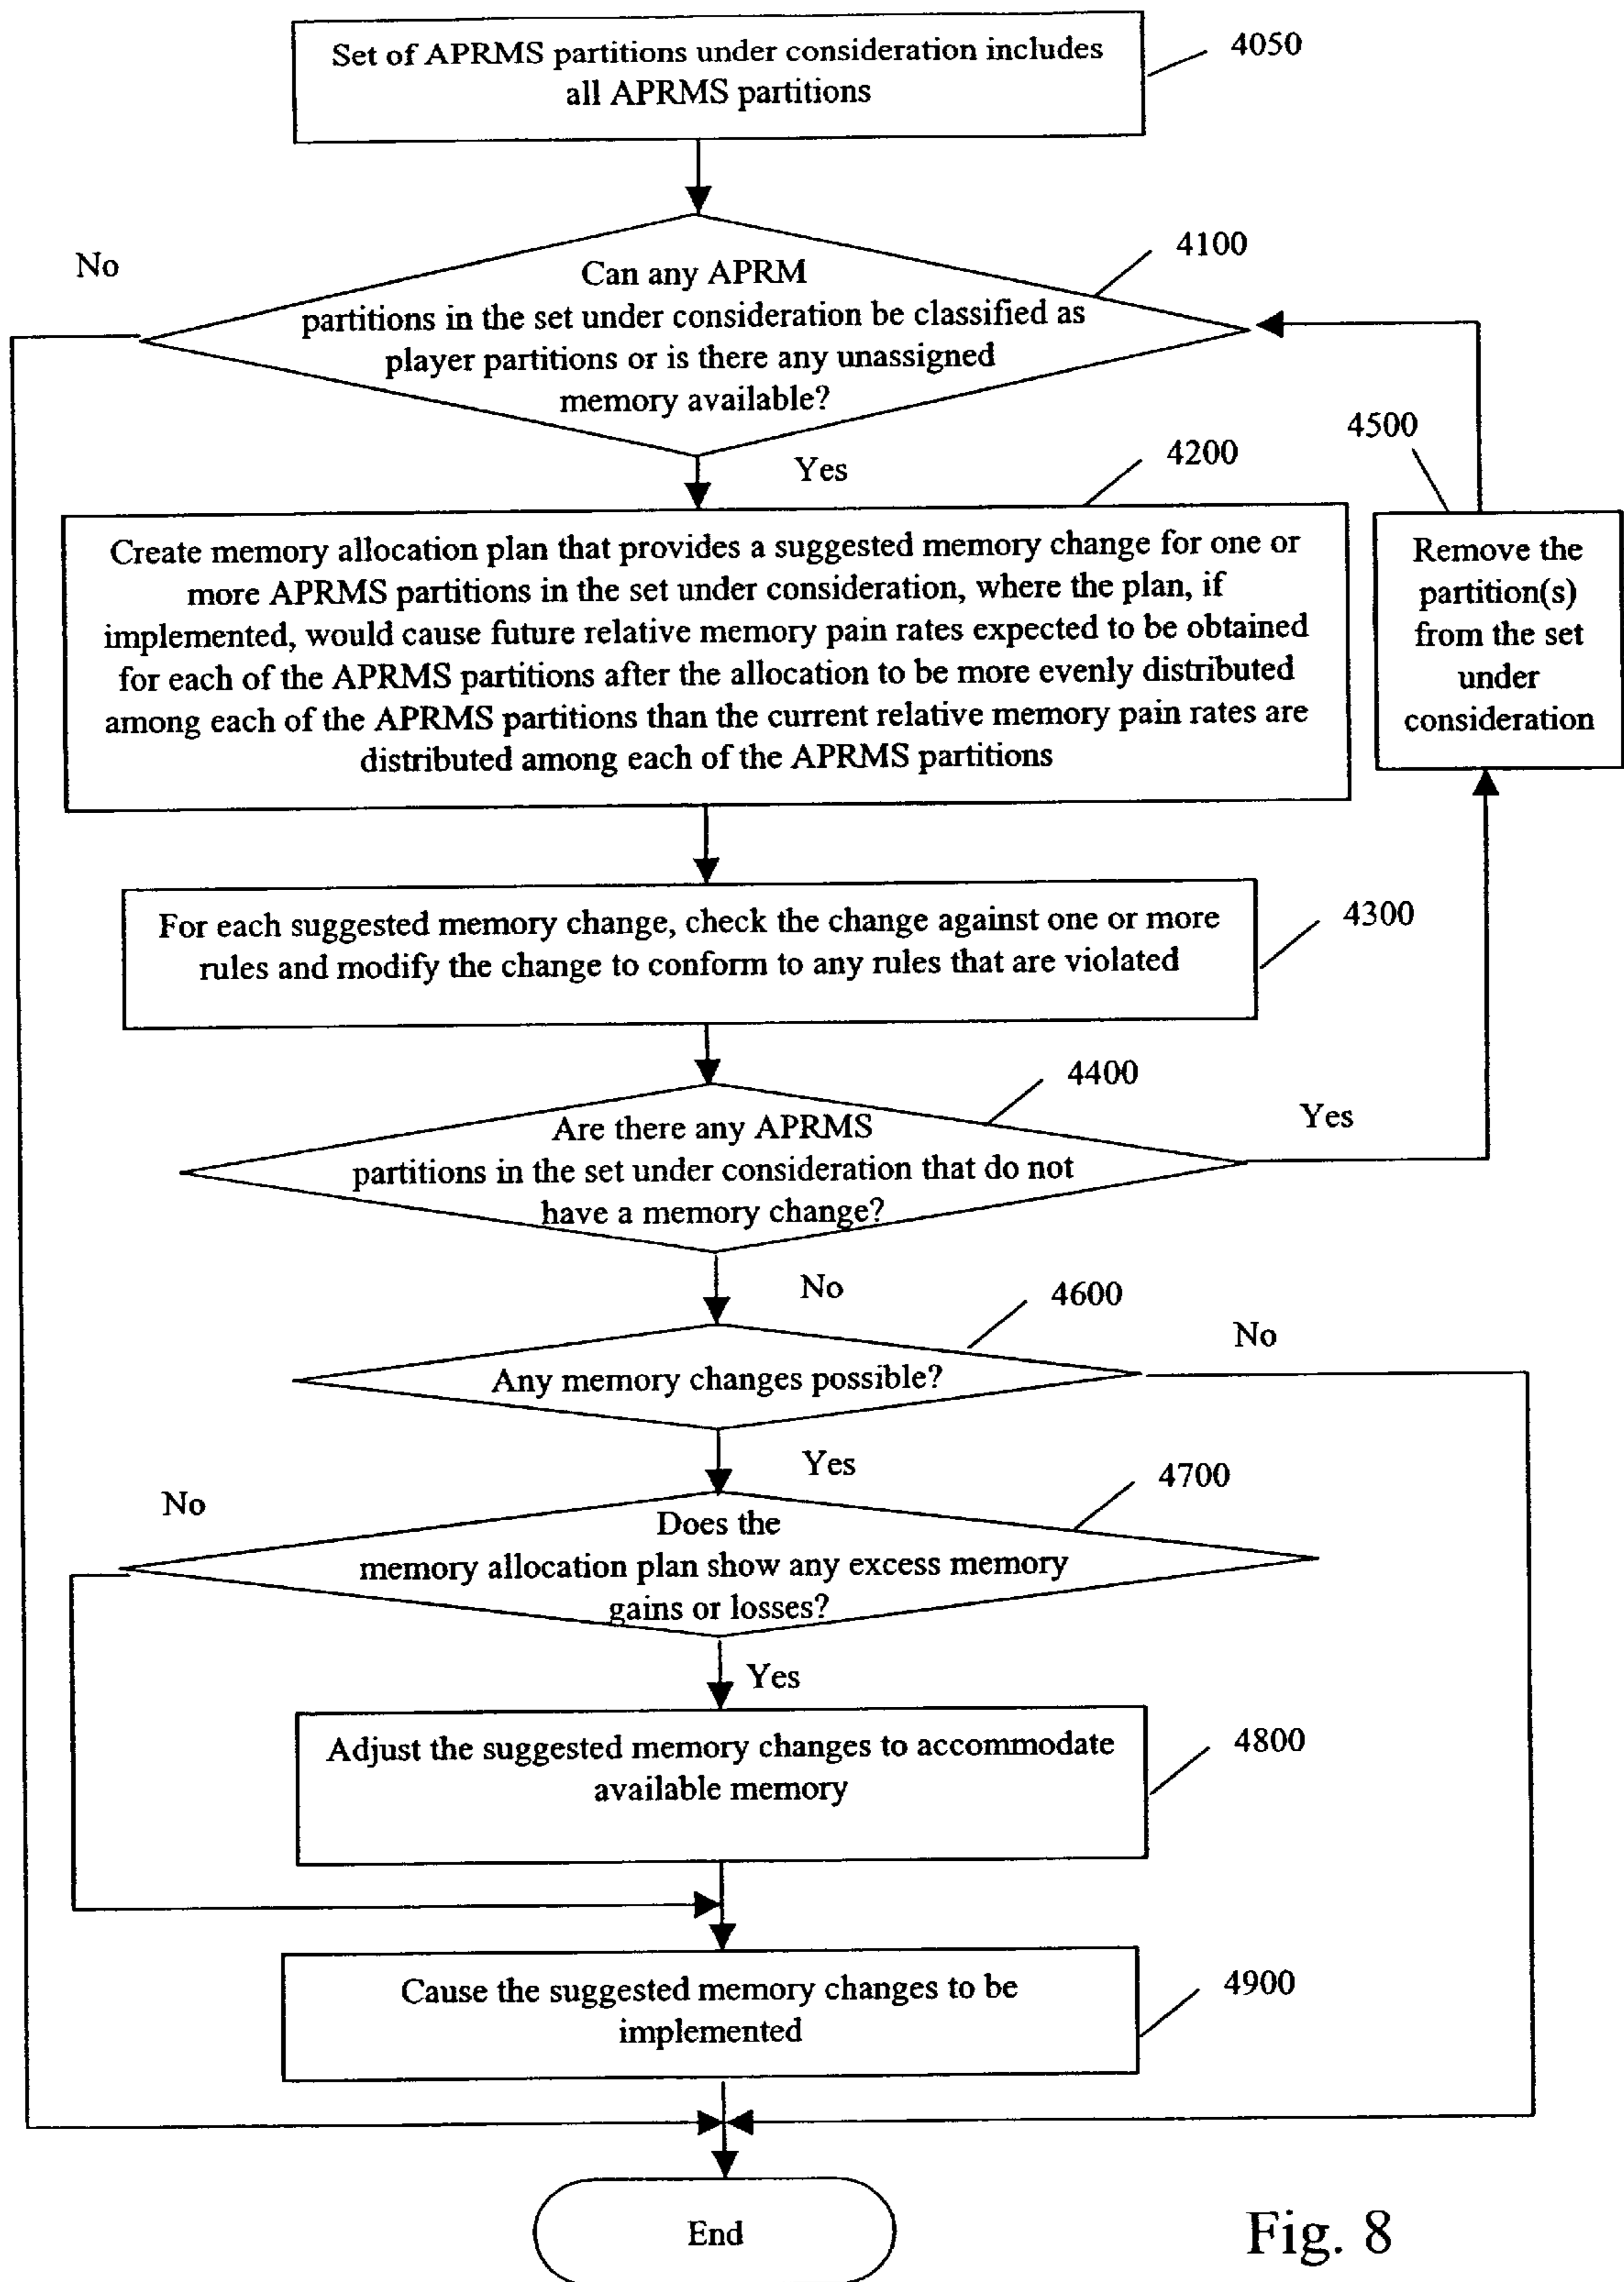 Set of APRMS partitions under consideration includes
all APRMS partitions
4050
No
Can any APRM
partitions in the set under consideration be classified as
player partitions or is there any unassigned
memory available?
4100
Yes
4200
4500
Create memory allocation plan that provides a suggested memory change for one or
more APRMS partitions in the set under consideration, where the plan, if
implemented, would cause future relative memory pain rates expected to be obtained
for each of the APRMS partitions after the allocation to be more evenly distributed
among each of the APRMS partitions than the current relative memory pain rates are
distributed among each of the APRMS partitions
Remove the
partition(s)
from the set
under
consideration
For each suggested memory change, check the change against one or more
rules and modify the change to conform to any rules that are violated
4300
4400
Are there any APRMS
partitions in the set under consideration that do not
have a memory change?
Yes
No
4600
Any memory changes possible?
No
Yes
4700
No
Does the
memory allocation plan show any excess memory
gains or losses?
Yes
Adjust the suggested memory changes to accommodate
available memory
4800
Cause the suggested memory changes to be
implemented
4900
End
Fig. 8